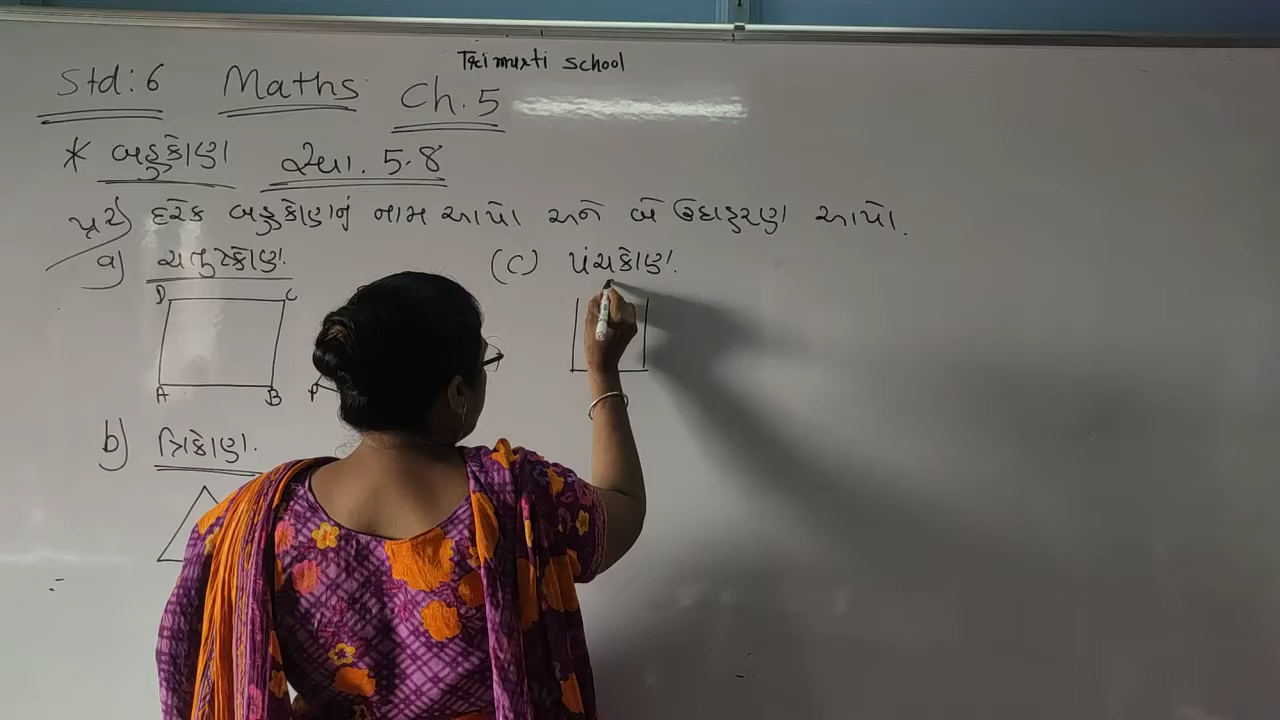 Trimurti school
Std: 6 Maths Ch. 5
* બહુકોણ સ્વા. 5.8
પ્ર ૨) દરેક બહુકોણનું નામ આપો અને બે ઉદાહરણ આપો.
a) ચતુષ્કોણ. (C) પંચકોણ.
D C
A B P
b) ત્રિકોણ.